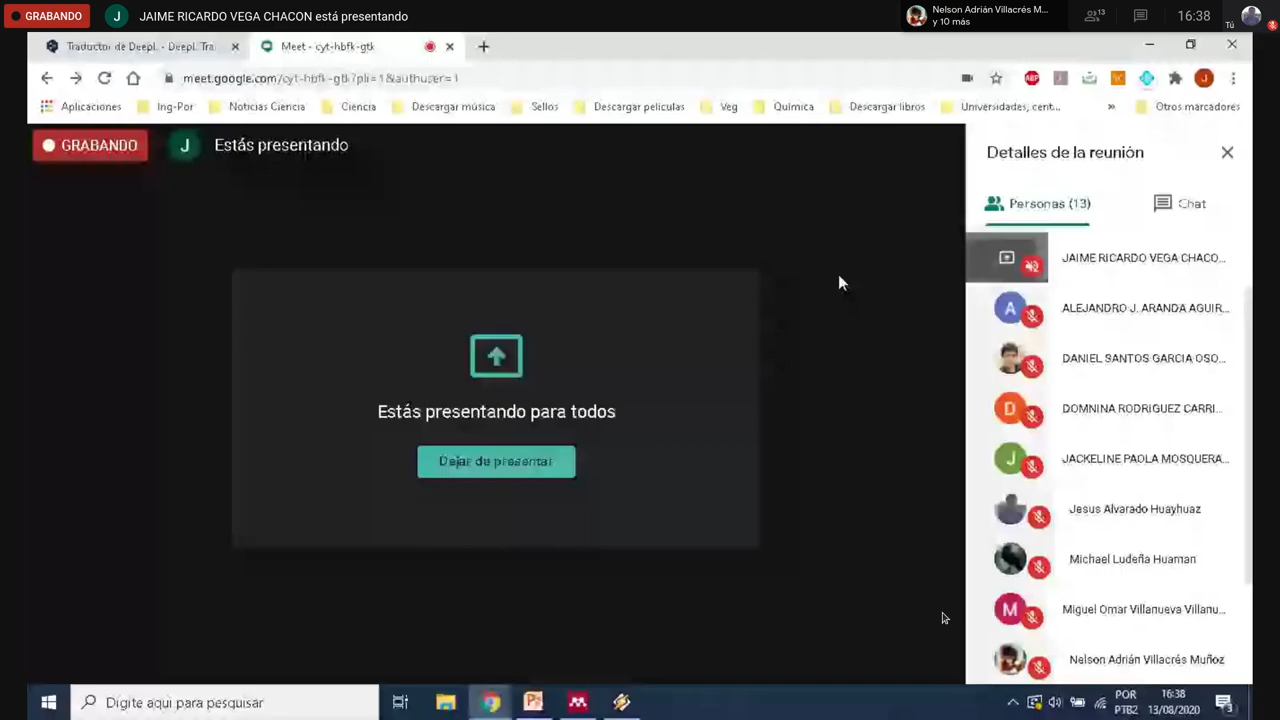 GRABANDO
J
JAIME RICARDO VEGA CHACON está presentando
Nelson Adrián Villacrés M...
y 10 más
13
16:38
Tú
Traductor de DeepL - DeepL Tra
Meet - cyt-hbfk-gtk
meet.google.com/cyt-hbfk-gtk?pli=1&authuser=1
ABP
J
Aplicaciones
Ing-Por
Noticias Ciencia
Ciencia
Descargar música
Sellos
Descargar peliculas
Veg
Quimica
Descargar libros
Universidades, cent...
»
Otros marcadores
GRABANDO
J
Estás presentando
Detalles de la reunión
Personas (13)
Chat
Estás presentando para todos
Dejar de presentar
JAIME RICARDO VEGA CHACO...
A
ALEJANDRO J. ARANDA AGUIR...
DANIEL SANTOS GARCIA OSO...
D
DOMNINA RODRIGUEZ CARRI...
J
JACKELINE PAOLA MOSQUERA...
Jesus Alvarado Huayhuaz
Michael Ludeña Huaman
M
Miguel Omar Villanueva Villanu...
Nelson Adrián Villacrés Muñoz
Digite aqui para pesquisar
POR
PTB2
16:38
13/08/2020
3